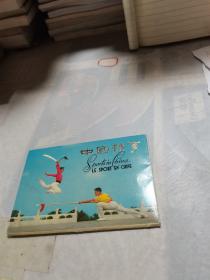 中国体育
Sports in China
LE SPORT EN CHINE